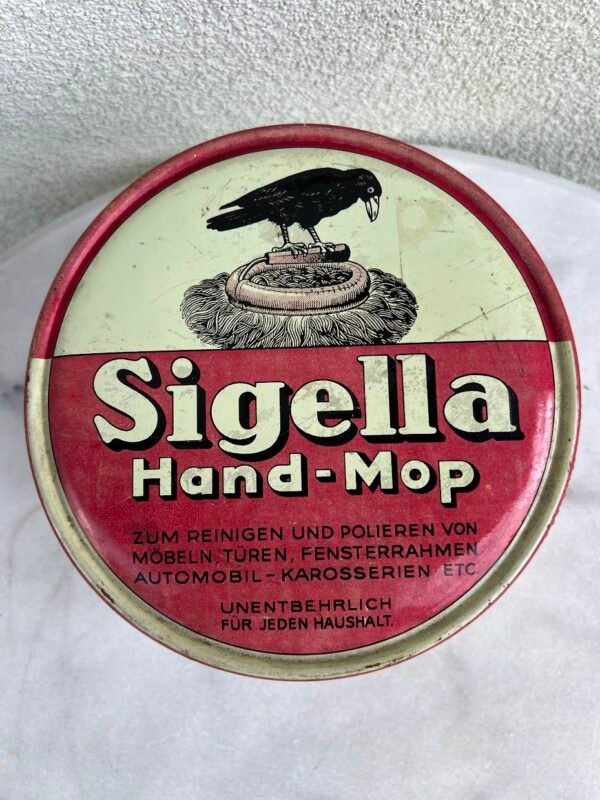 Sigella
Hand-Mop
ZUM REINIGEN UND POLIEREN VON
MÖBELN, TÜREN, FENSTERRAHMEN
AUTOMOBIL-KAROSSERIEN ETC
UNENTBEHRLICH
FÜR JEDEN HAUSHALT.